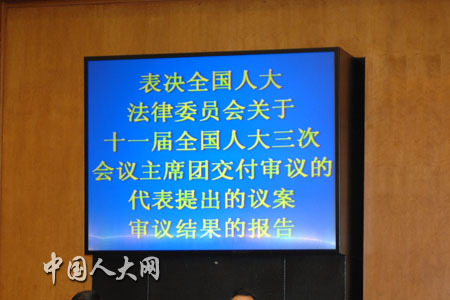 表决全国人大
法律委员会关于
十一届全国人大三次
会议主席团交付审议的
代表提出的议案
审议结果的报告
中国人大网